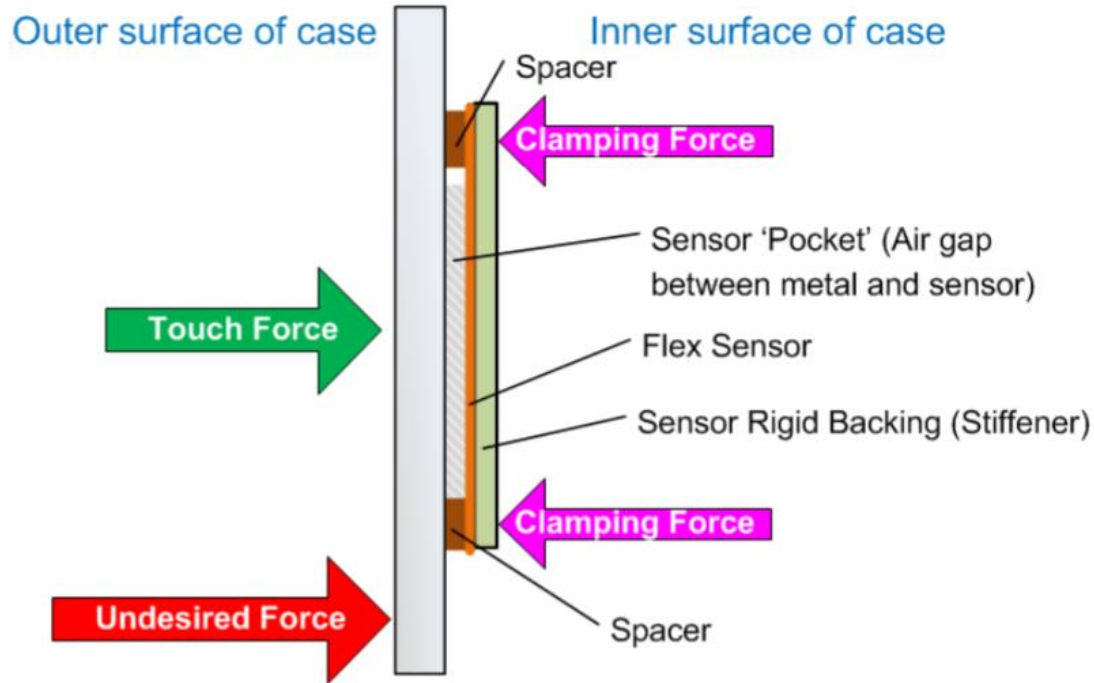 Outer surface of case
Inner surface of case
Spacer
Clamping Force
Sensor ‘Pocket’ (Air gap
between metal and sensor)
Touch Force
Flex Sensor
Sensor Rigid Backing (Stiffener)
Clamping Force
Undesired Force
Spacer